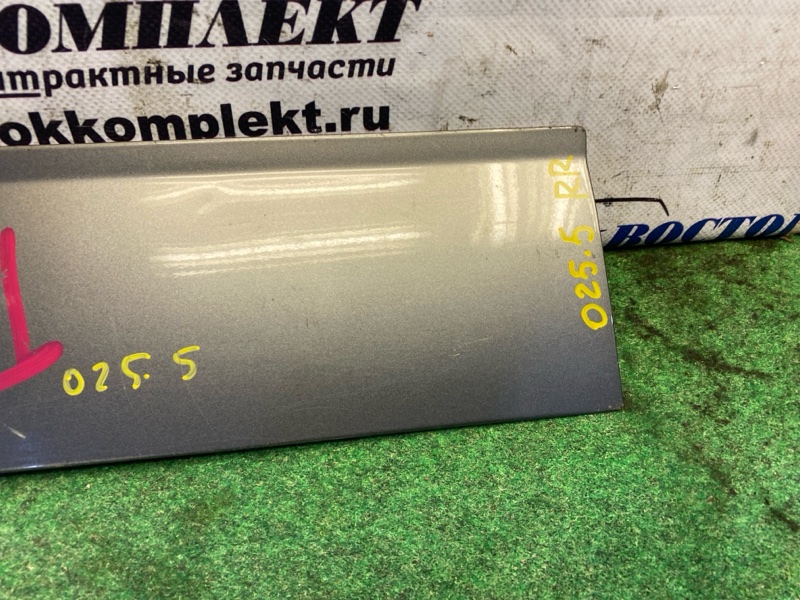 ОМПЛЕКТ
нтрактные запчасти
okkomplekt.ru
ВОСТО
025.5 RR
025.5